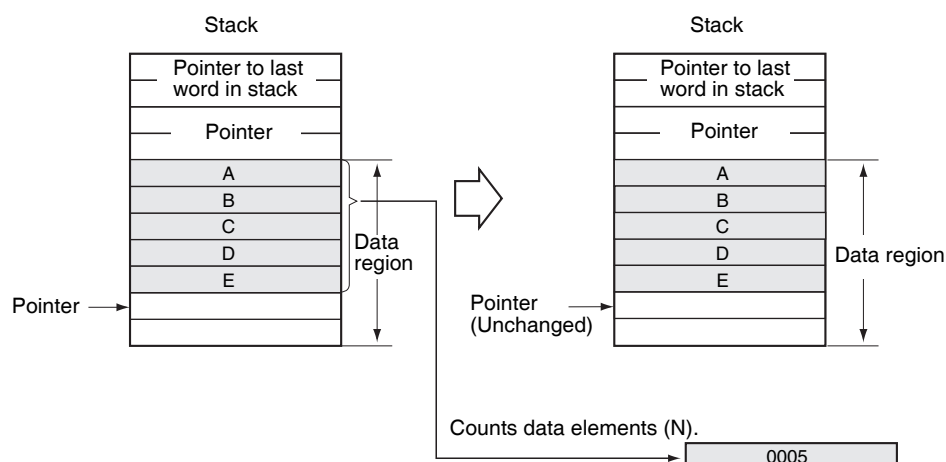 Stack
Pointer to last
word in stack
Pointer
A
B
C
D
E
Data
region
Pointer
Stack
Pointer to last
word in stack
Pointer
A
B
C
D
E
Data region
Pointer
(Unchanged)
Counts data elements (N).
0005